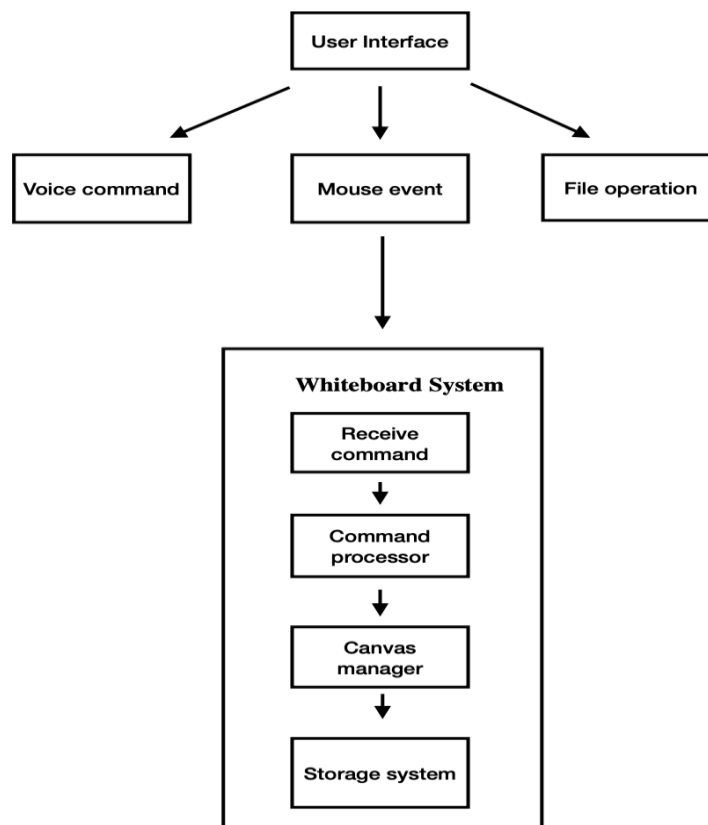 User Interface
Voice command
Mouse event
File operation
Whiteboard System
Receive
command
Command
processor
Canvas
manager
Storage system